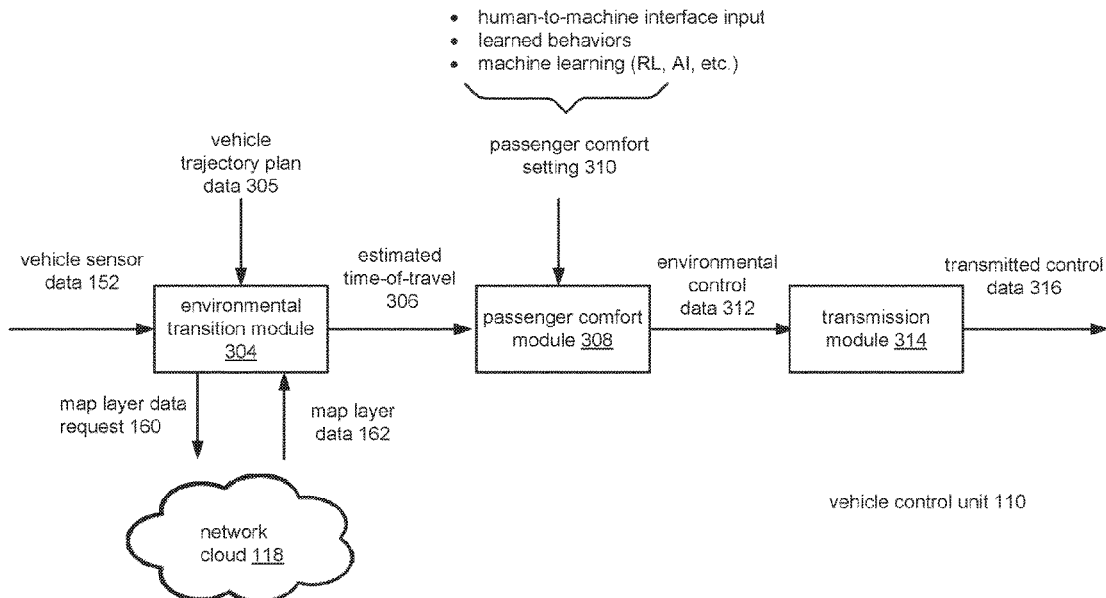 • human-to-machine interface input
• learned behaviors
• machine learning (RL, AI, etc.)
vehicle
trajectory plan
data 305
passenger comfort
setting 310
vehicle sensor
data 152
estimated
time-of-travel
306
environmental
control
data 312
transmitted control
data 316
environmental
transition module
304
passenger comfort
module 308
transmission
module 314
map layer data
request 160
map layer
data 162
network
cloud 118
vehicle control unit 110